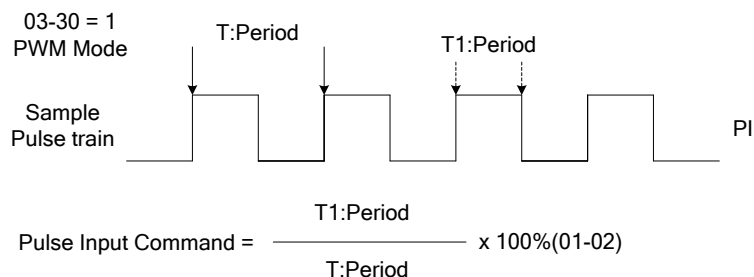 03-30 = 1
PWM Mode
T:Period
T1:Period
Sample
Pulse train
PI
T1:Period
Pulse Input Command = x 100%(01-02)
T:Period